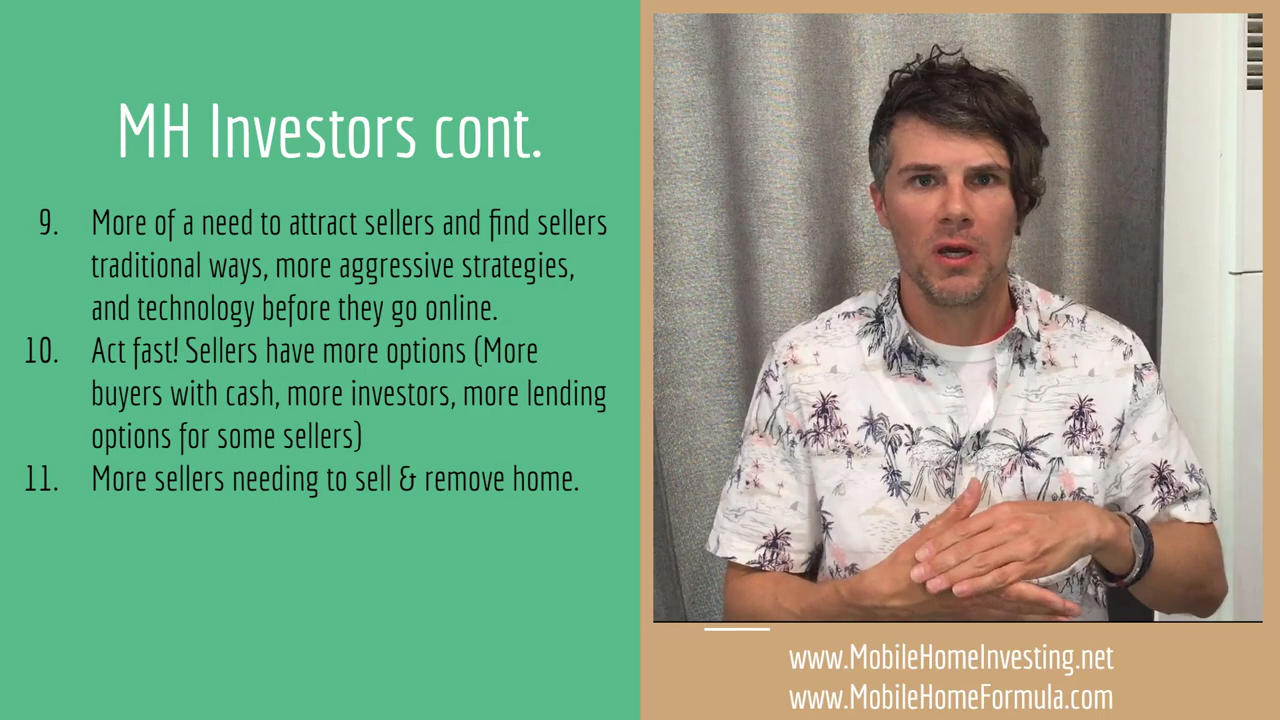 MH Investors cont.
9. More of a need to attract sellers and find sellers
traditional ways, more aggressive strategies,
and technology before they go online.
10. Act fast! Sellers have more options (More
buyers with cash, more investors, more lending
options for some sellers)
11. More sellers needing to sell & remove home.
www.MobileHomeInvesting.net
www.MobileHomeFormula.com